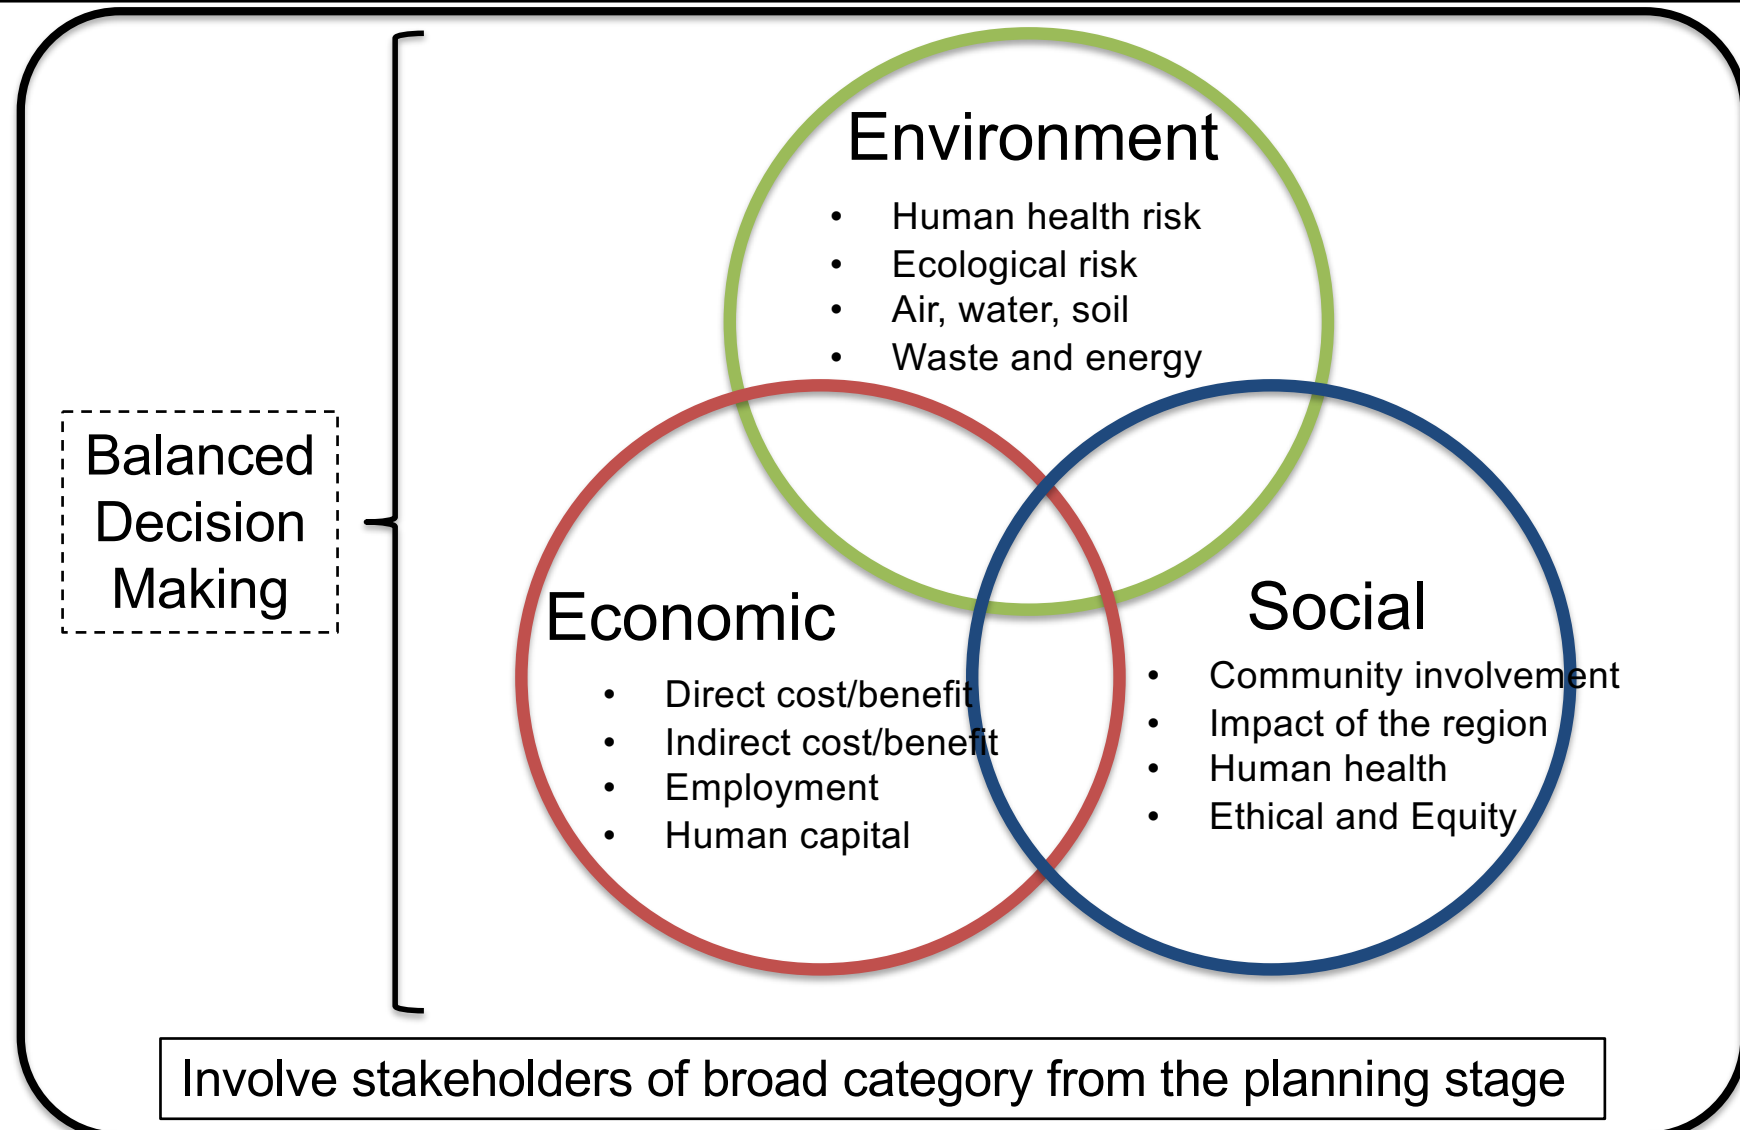 Environment
• Human health risk
• Ecological risk
• Air, water, soil
• Waste and energy
Balanced
Decision
Making
Economic
• Direct cost/benefit
• Indirect cost/benefit
• Employment
• Human capital
Social
• Community involvement
• Impact of the region
• Human health
• Ethical and Equity
Involve stakeholders of broad category from the planning stage